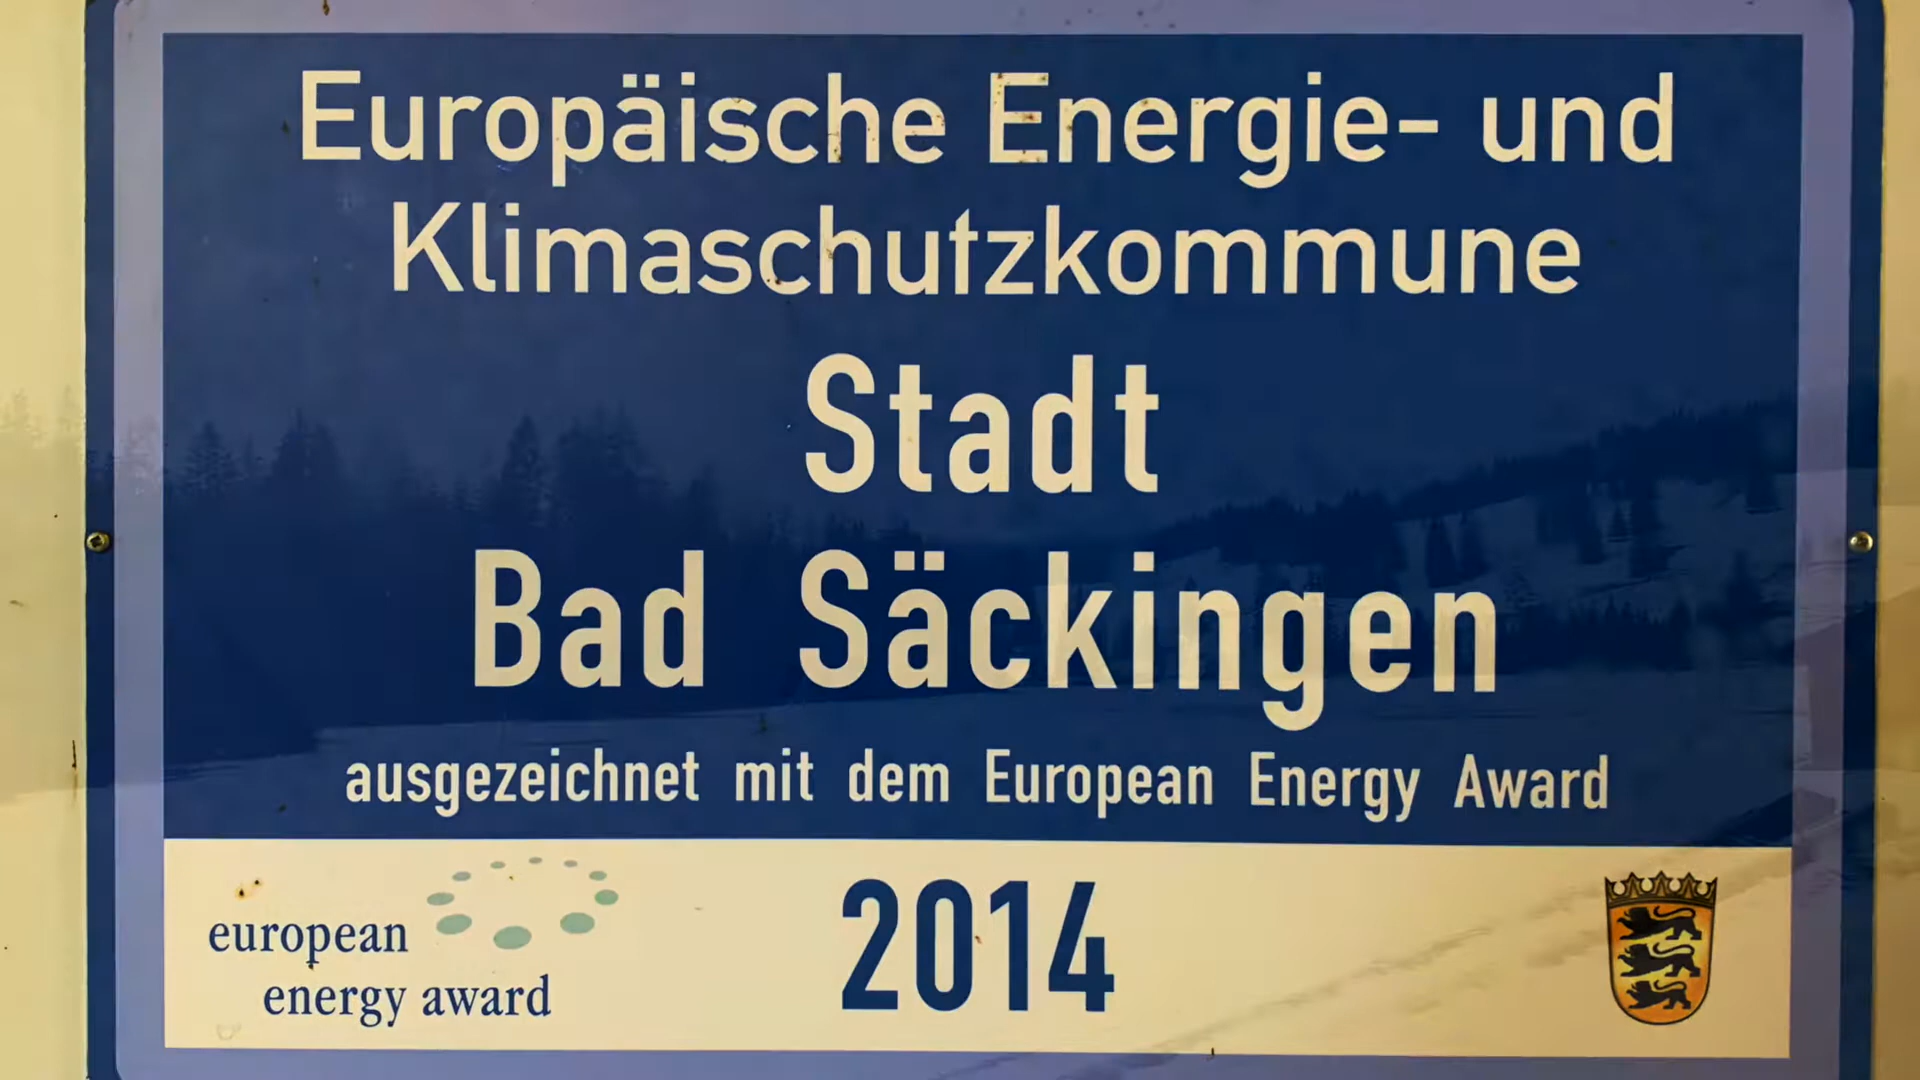 Europäische Energie- und
Klimaschutzkommune
Stadt
Bad Säckingen
ausgezeichnet mit dem European Energy Award
european
energy award
2014